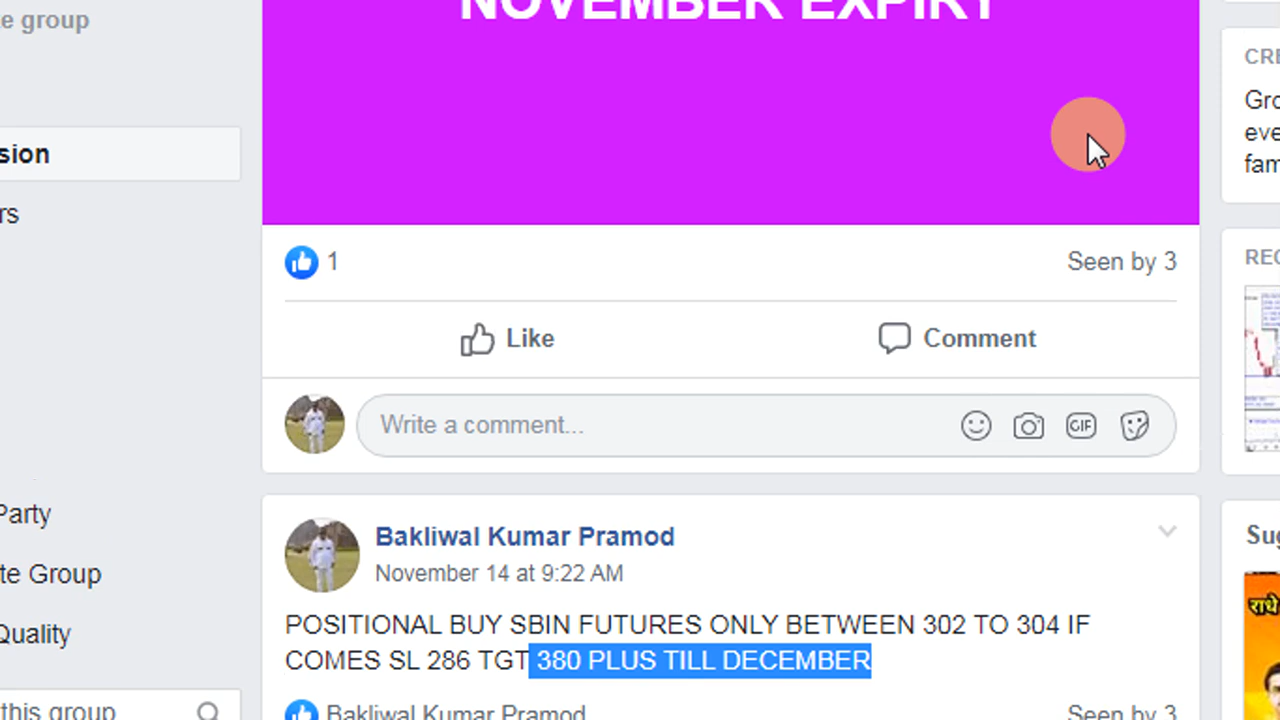 NOVEMBER EXPIRY
e group
sion
rs
Party
te Group
Quality
this group
1
Seen by 3
Like
Comment
Write a comment...
GIF
Bakliwal Kumar Pramod
November 14 at 9:22 AM
POSITIONAL BUY SBIN FUTURES ONLY BETWEEN 302 TO 304 IF
COMES SL 286 TGT 380 PLUS TILL DECEMBER
Bakliwal Kumar Pramod
Seen by 3
CRE
Gro
eve
fam
REC
Sug
राधे